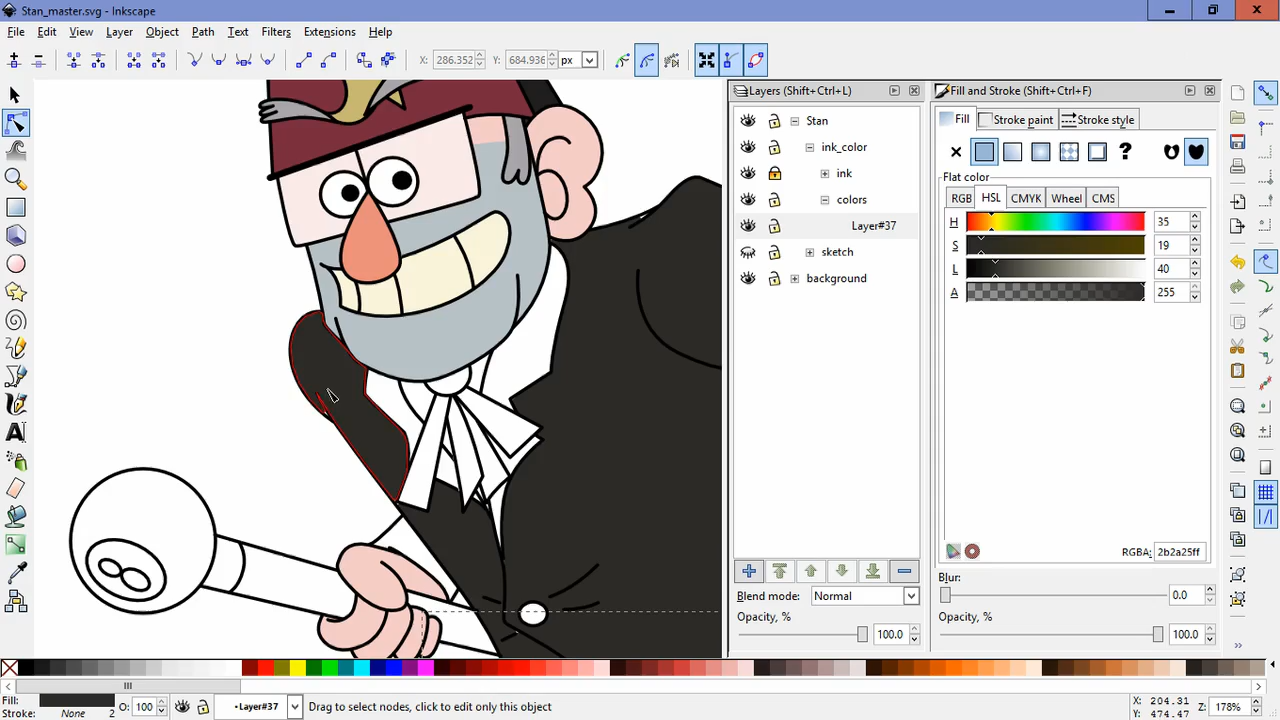 Stan_master.svg - Inkscape
File Edit View Layer Object Path Text Filters Extensions Help
X: 286.352 Y: 684.936 px
Layers (Shift+Ctrl+L)
Fill and Stroke (Shift+Ctrl+F)
Stan
Fill Stroke paint Stroke style
ink_color
ink
?
Flat color
colors
RGB HSL CMYK Wheel CMS
Layer#37
H 35
S 19
sketch
L 40
background
A 255
RGBA: 2b2a25ff
Blur:
Blend mode: Normal
0.0
Opacity, %
Opacity, %
100.0
100.0
Fill:
Stroke: None 2
O: 100
•Layer#37
Drag to select nodes, click to edit only this object
X: 204.31
Y: 474.47
Z: 178%